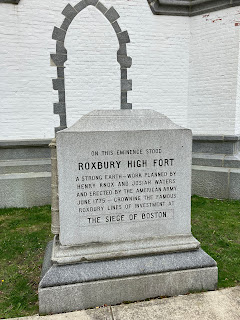 ON THIS EMINENCE STOOD
ROXBURY HIGH FORT
A STRONG EARTH-WORK PLANNED BY
HENRY KNOX AND JOSIAH WATERS
AND ERECTED BY THE AMERICAN ARMY
JUNE 1775 - CROWNING THE FAMOUS
ROXBURY LINES OF INVESTMENT AT
THE SIEGE OF BOSTON